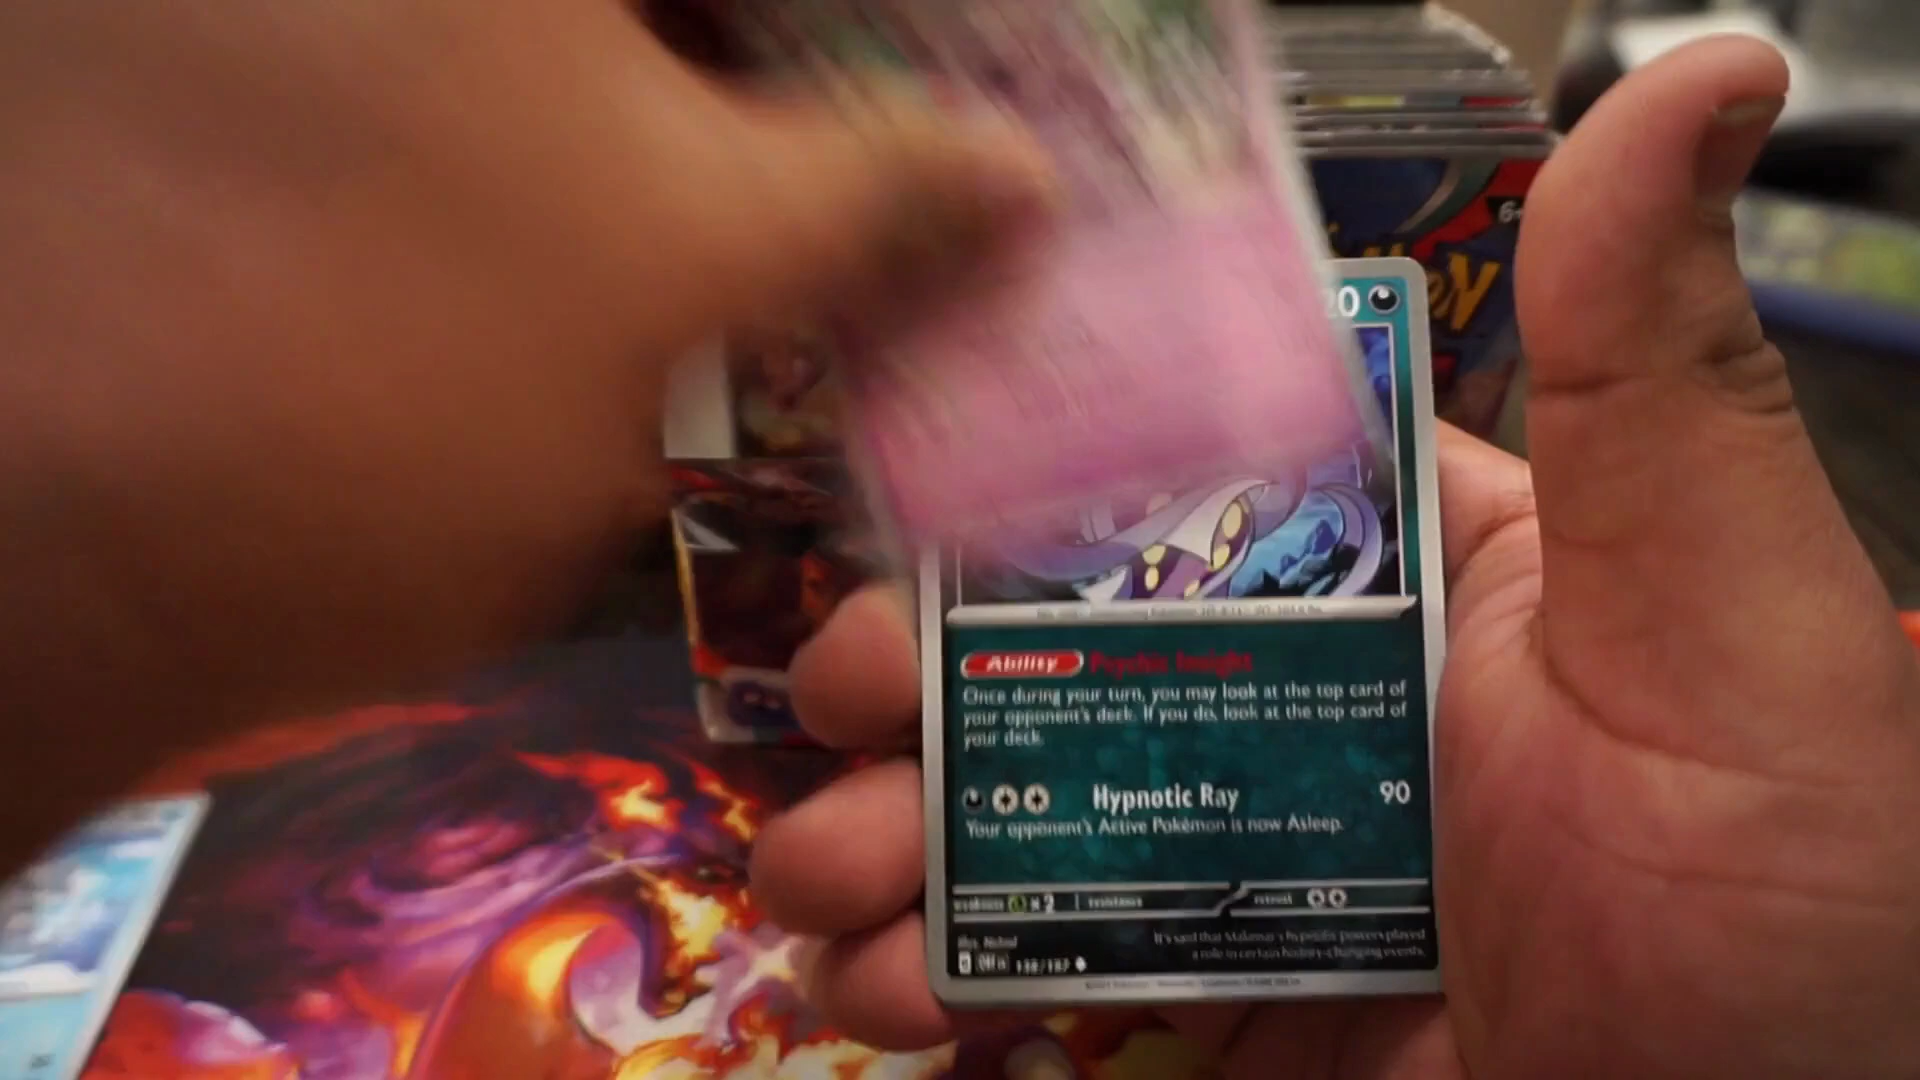 20
Ability Psychic Insight
Once during your turn, you may look at the top card of
your opponent's deck. If you do, look at the top card of
your deck.
Hypnotic Ray 90
Your opponent's Active Pokémon is now Asleep.
weakness ×2 resistance retreat
It's said that Malamar's hypnotic powers played
a role in certain history-changing events.
138/197